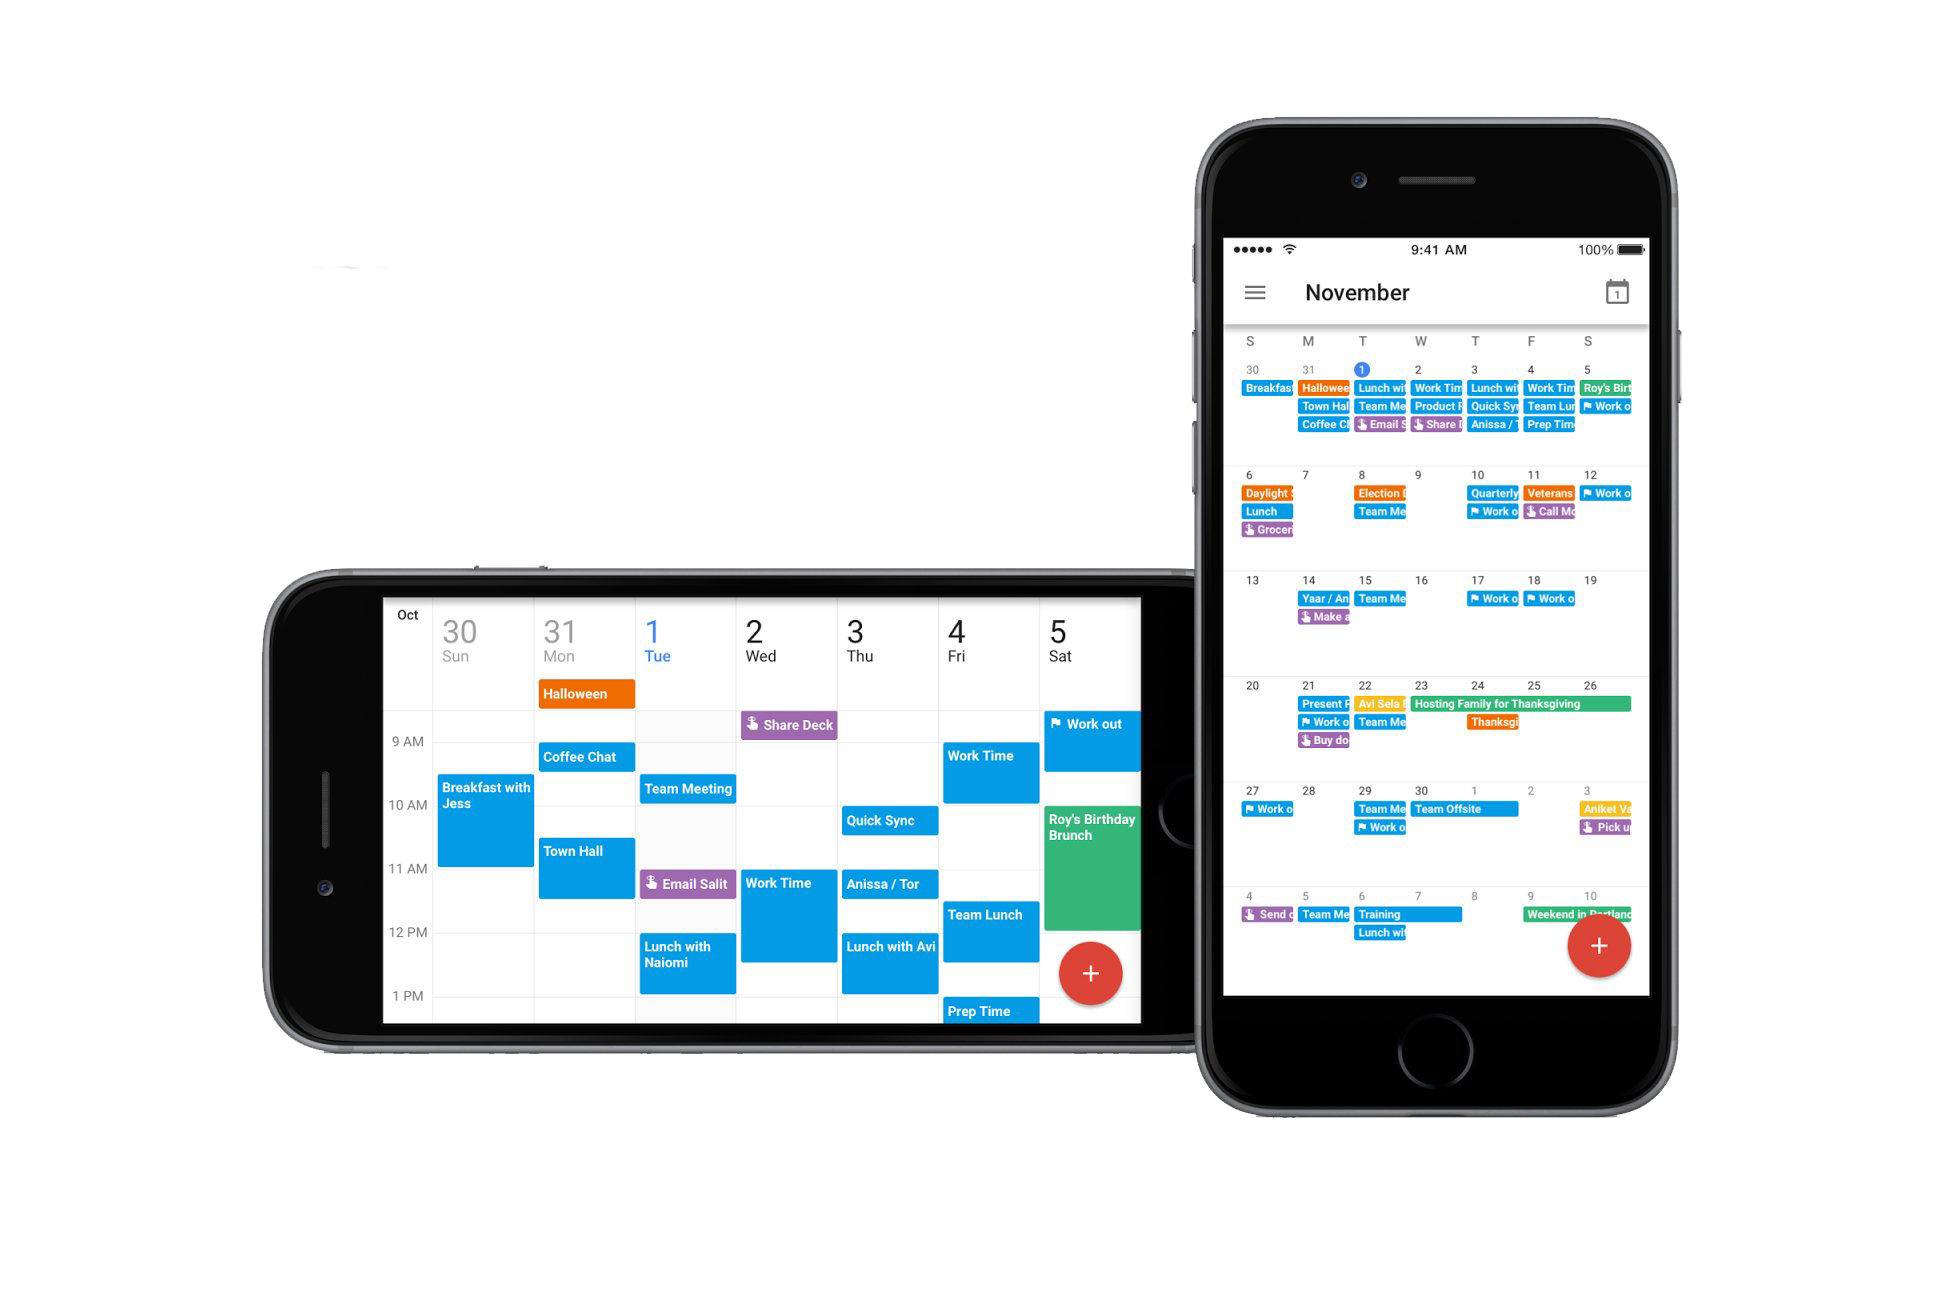 Oct
30
Sun
31
Mon
1
Tue
2
Wed
3
Thu
4
Fri
5
Sat
Halloween
Share Deck
Work out
9 AM
Coffee Chat
Work Time
Breakfast with
Jess
Team Meeting
10 AM
Quick Sync
Roy's Birthday
Brunch
Town Hall
11 AM
Email Salit
Work Time
Anissa / Tor
Team Lunch
12 PM
Lunch with
Naiomi
Lunch with Avi
1 PM
Prep Time
+
9:41 AM 100%
November 1
S M T W T F S
30 31 1 2 3 4 5
Breakfas Hallowee Lunch wi Work Tim Lunch wi Work Tim Roy's Birt
Town Hal Team Me Product Quick Sy Team Lun Work o
Coffee C Email Share Anissa / Prep Tim
6 7 8 9 10 11 12
Daylight Election Quarterly Veterans Work o
Lunch Team Me Work o Call Mo
Groceri
13 14 15 16 17 18 19
Yaar / An Team Me Work o Work o
Make a
20 21 22 23 24 25 26
Present Avi Sela Hosting Family for Thanksgiving
Work o Team Me Thanksgi
Buy do
27 28 29 30 1 2 3
Work o Team Me Team Offsite Aniket Va
Work o Pick u
4 5 6 7 8 9 10
Send Team Me Training Weekend in Portland
Lunch wi
+